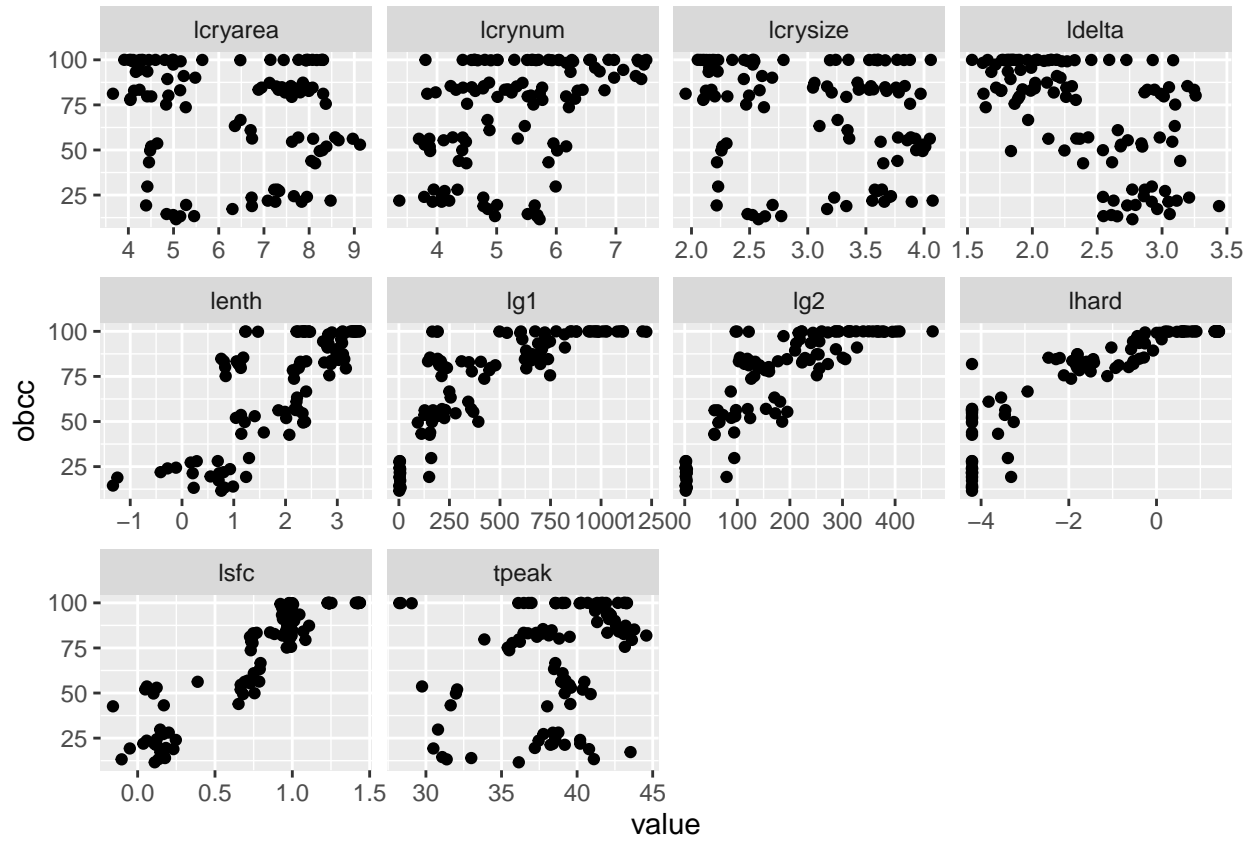 lcryarea lcrynum lcrysize ldelta
100
75
50
25
4 5 6 7 8 9 4 5 6 7 2.0 2.5 3.0 3.5 4.0 1.5 2.0 2.5 3.0 3.5
lenth lg1 lg2 lhard
100
75
50
25
−1 0 1 2 3 0 250 500 750 1000 1250 0 100 200 300 400 −4 −2 0
obcc
lsfc tpeak
100
75
50
25
0.0 0.5 1.0 1.5 30 35 40 45
value